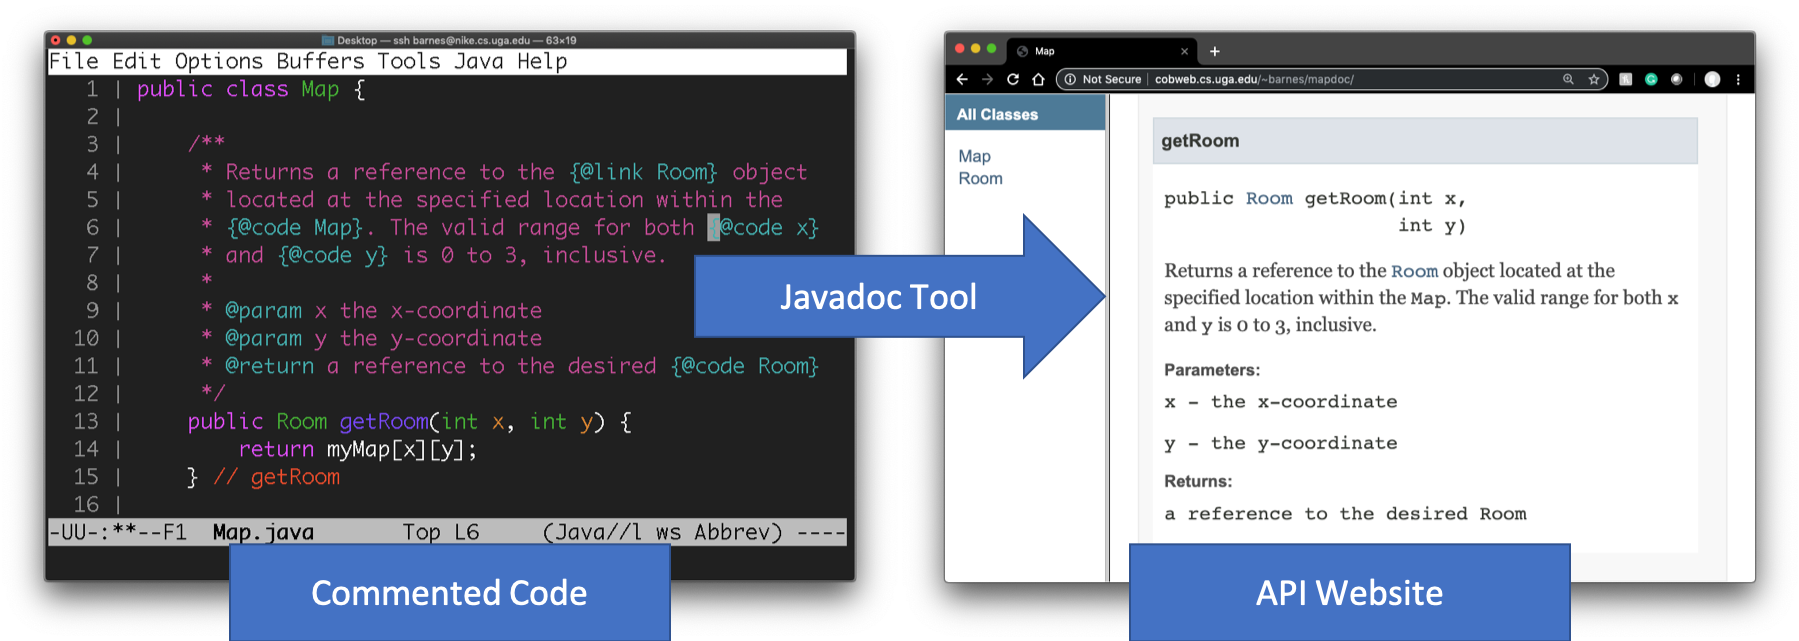 Desktop — ssh barnes@nike.cs.uga.edu — 63×19
File Edit Options Buffers Tools Java Help
1 | public class Map {
2 |
3 |     /**
4 |      * Returns a reference to the {@link Room} object
5 |      * located at the specified location within the
6 |      * {@code Map}. The valid range for both {@code x}
7 |      * and {@code y} is 0 to 3, inclusive.
8 |      *
9 |      * @param x the x-coordinate
10 |      * @param y the y-coordinate
11 |      * @return a reference to the desired {@code Room}
12 |      */
13 |     public Room getRoom(int x, int y) {
14 |         return myMap[x][y];
15 |     } // getRoom
16 |
-UU-:**--F1  Map.java       Top L6     (Java//l ws Abbrev) ----
Commented Code
Javadoc Tool
Map
Not Secure | cobweb.cs.uga.edu/~barnes/mapdoc/
All Classes
Map
Room
getRoom
public Room getRoom(int x,
int y)
Returns a reference to the Room object located at the
specified location within the Map. The valid range for both x
and y is 0 to 3, inclusive.
Parameters:
x - the x-coordinate
y - the y-coordinate
Returns:
a reference to the desired Room
API Website